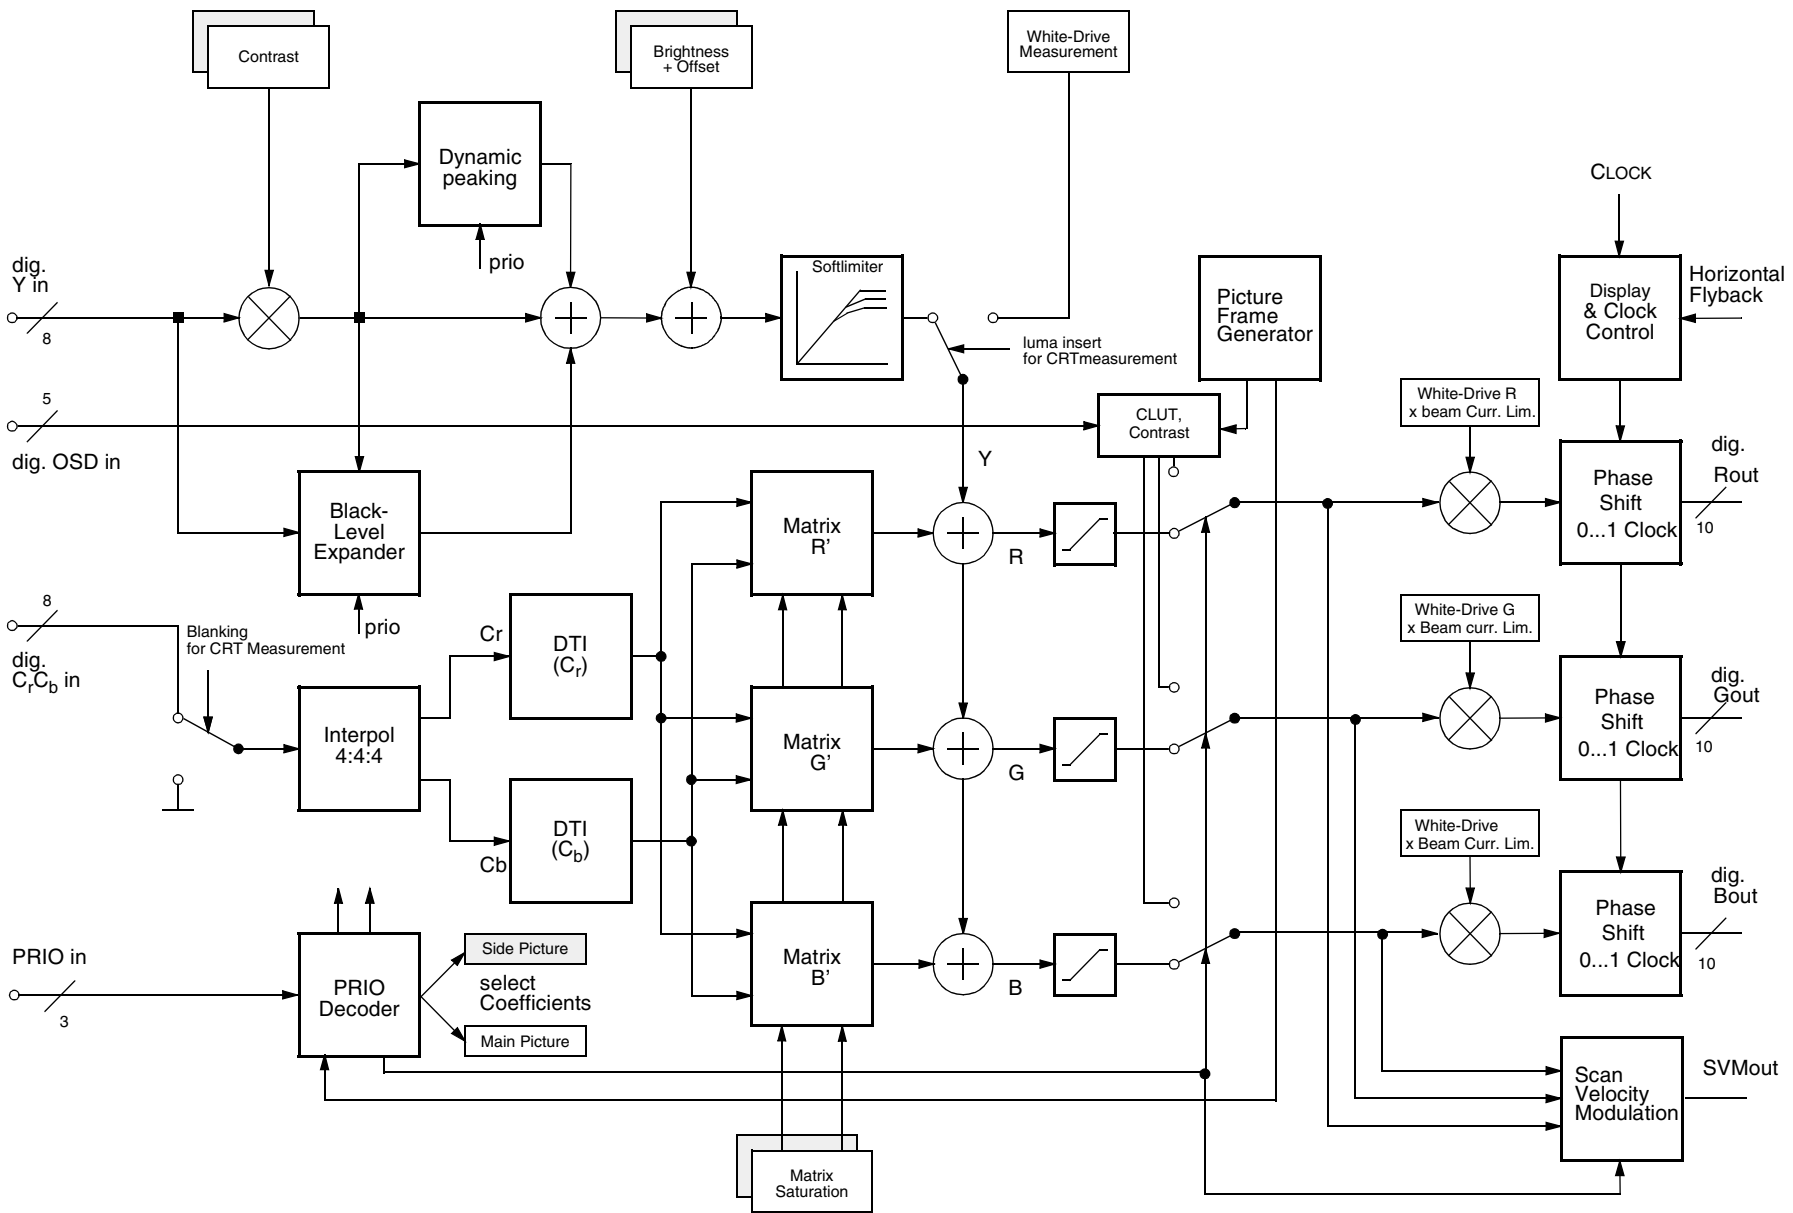 Contrast
Brightness
+ Offset
White-Drive
Measurement
Dynamic
peaking
prio
CLOCK
dig.
Y in
8
Softlimiter
Picture
Frame
Generator
Display
& Clock
Control
Horizontal
Flyback
luma insert
for CRTmeasurement
5
dig. OSD in
CLUT,
Contrast
White-Drive R
x beam Curr. Lim.
Y
Black-
Level
Expander
prio
Matrix
R’
R
Phase
Shift
0...1 Clock
dig.
Rout
10
8
dig.
CrCb in
Blanking
for CRT Measurement
Cr
DTI
(Cr)
White-Drive G
x Beam curr. Lim.
Interpol
4:4:4
Matrix
G’
G
Phase
Shift
0...1 Clock
dig.
Gout
10
Cb
DTI
(Cb)
White-Drive
x Beam Curr. Lim.
PRIO in
3
PRIO
Decoder
Side Picture
select
Coefficients
Main Picture
Matrix
B’
B
Phase
Shift
0...1 Clock
dig.
Bout
10
Scan
Velocity
Modulation
SVMout
Matrix
Saturation